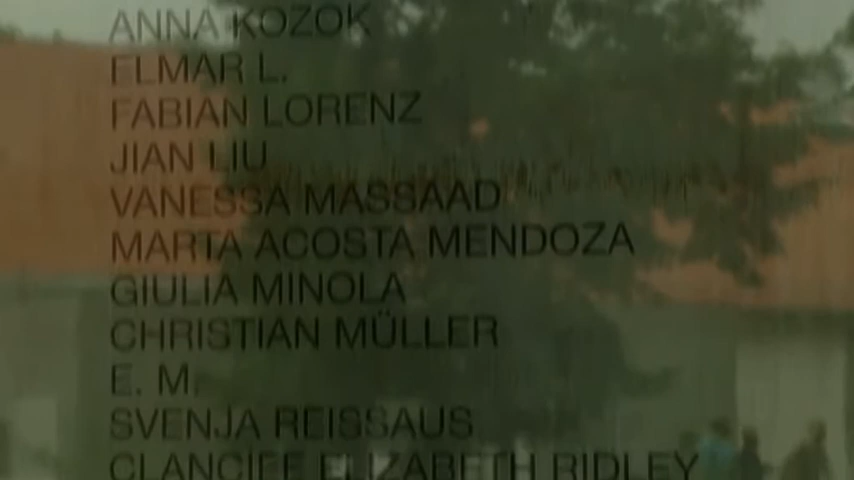 ANNA KOZOK
ELMAR L.
FABIAN LORENZ
JIAN LIU
VANESSA MASSAAD
MARTA ACOSTA MENDOZA
GIULIA MINOLA
CHRISTIAN MÜLLER
E. M.
SVENJA REISSAUS
CLANCIEE ELIZABETH RIDLEY